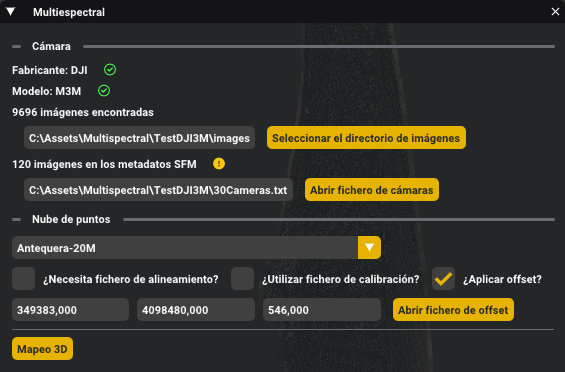 Multiespectral
Cámara
Fabricante: DJI
Modelo: M3M
9696 imágenes encontradas
C:\Assets\Multispectral\TestDJI3M\images Seleccionar el directorio de imágenes
120 imágenes en los metadatos SFM
C:\Assets\Multispectral\TestDJI3M\30Cameras.txt Abrir fichero de cámaras
Nube de puntos
Antequera-20M
¿Necesita fichero de alineamiento? ¿Utilizar fichero de calibración? ¿Aplicar offset?
349383,000 4098480,000 546,000 Abrir fichero de offset
Mapeo 3D